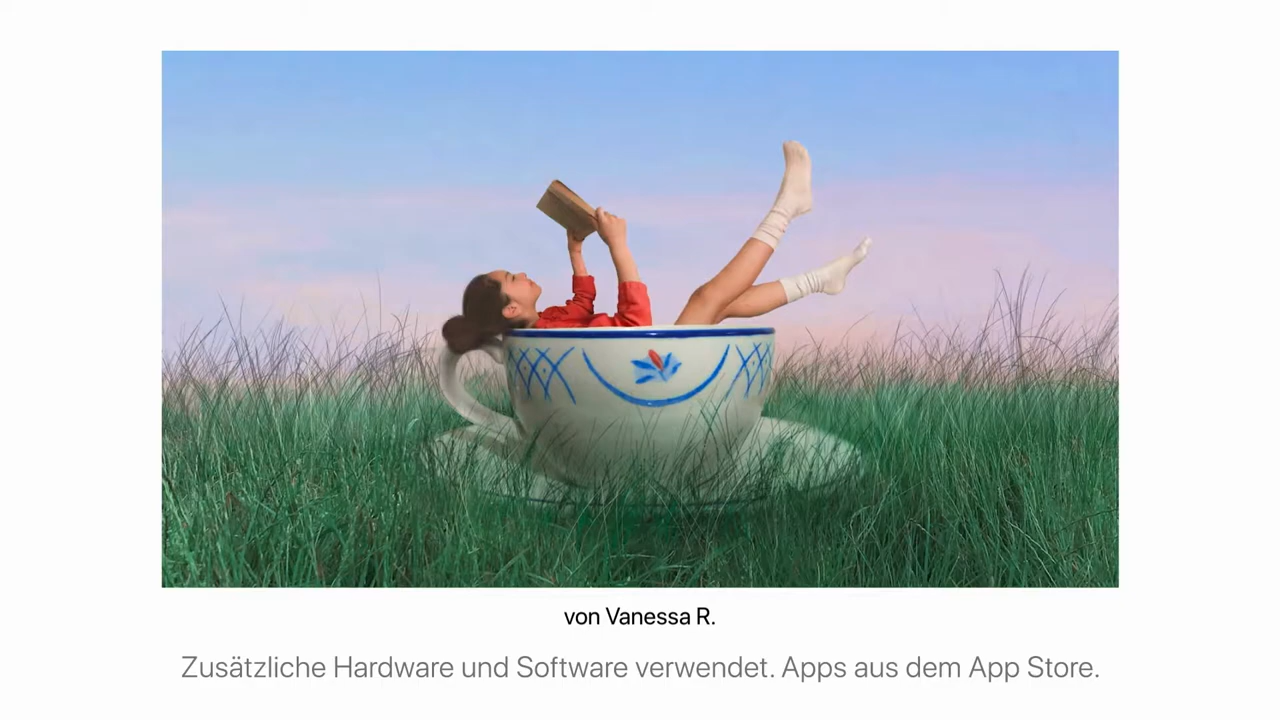 von Vanessa R.
Zusätzliche Hardware und Software verwendet. Apps aus dem App Store.